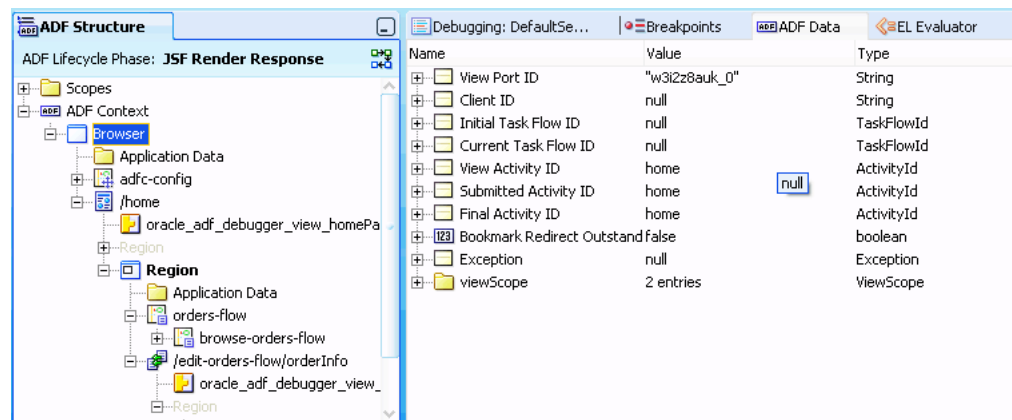 ADF Structure
ADF Lifecycle Phase: JSF Render Response
Scopes
ADF ADF Context
Browser
Application Data
adfc-config
/home
oracle_adf_debugger_view_homePa
Region
Region
Application Data
orders-flow
browse-orders-flow
/edit-orders-flow/orderInfo
oracle_adf_debugger_view_
Region
Debugging: DefaultSe... Breakpoints ADF ADF Data EL Evaluator
Name Value Type
View Port ID "w3i2z8auk_0" String
Client ID null String
Initial Task Flow ID null TaskFlowId
Current Task Flow ID null TaskFlowId
View Activity ID home ActivityId
null
Submitted Activity ID home ActivityId
Final Activity ID home ActivityId
123 Bookmark Redirect Outstand false boolean
Exception null Exception
viewScope 2 entries ViewScope